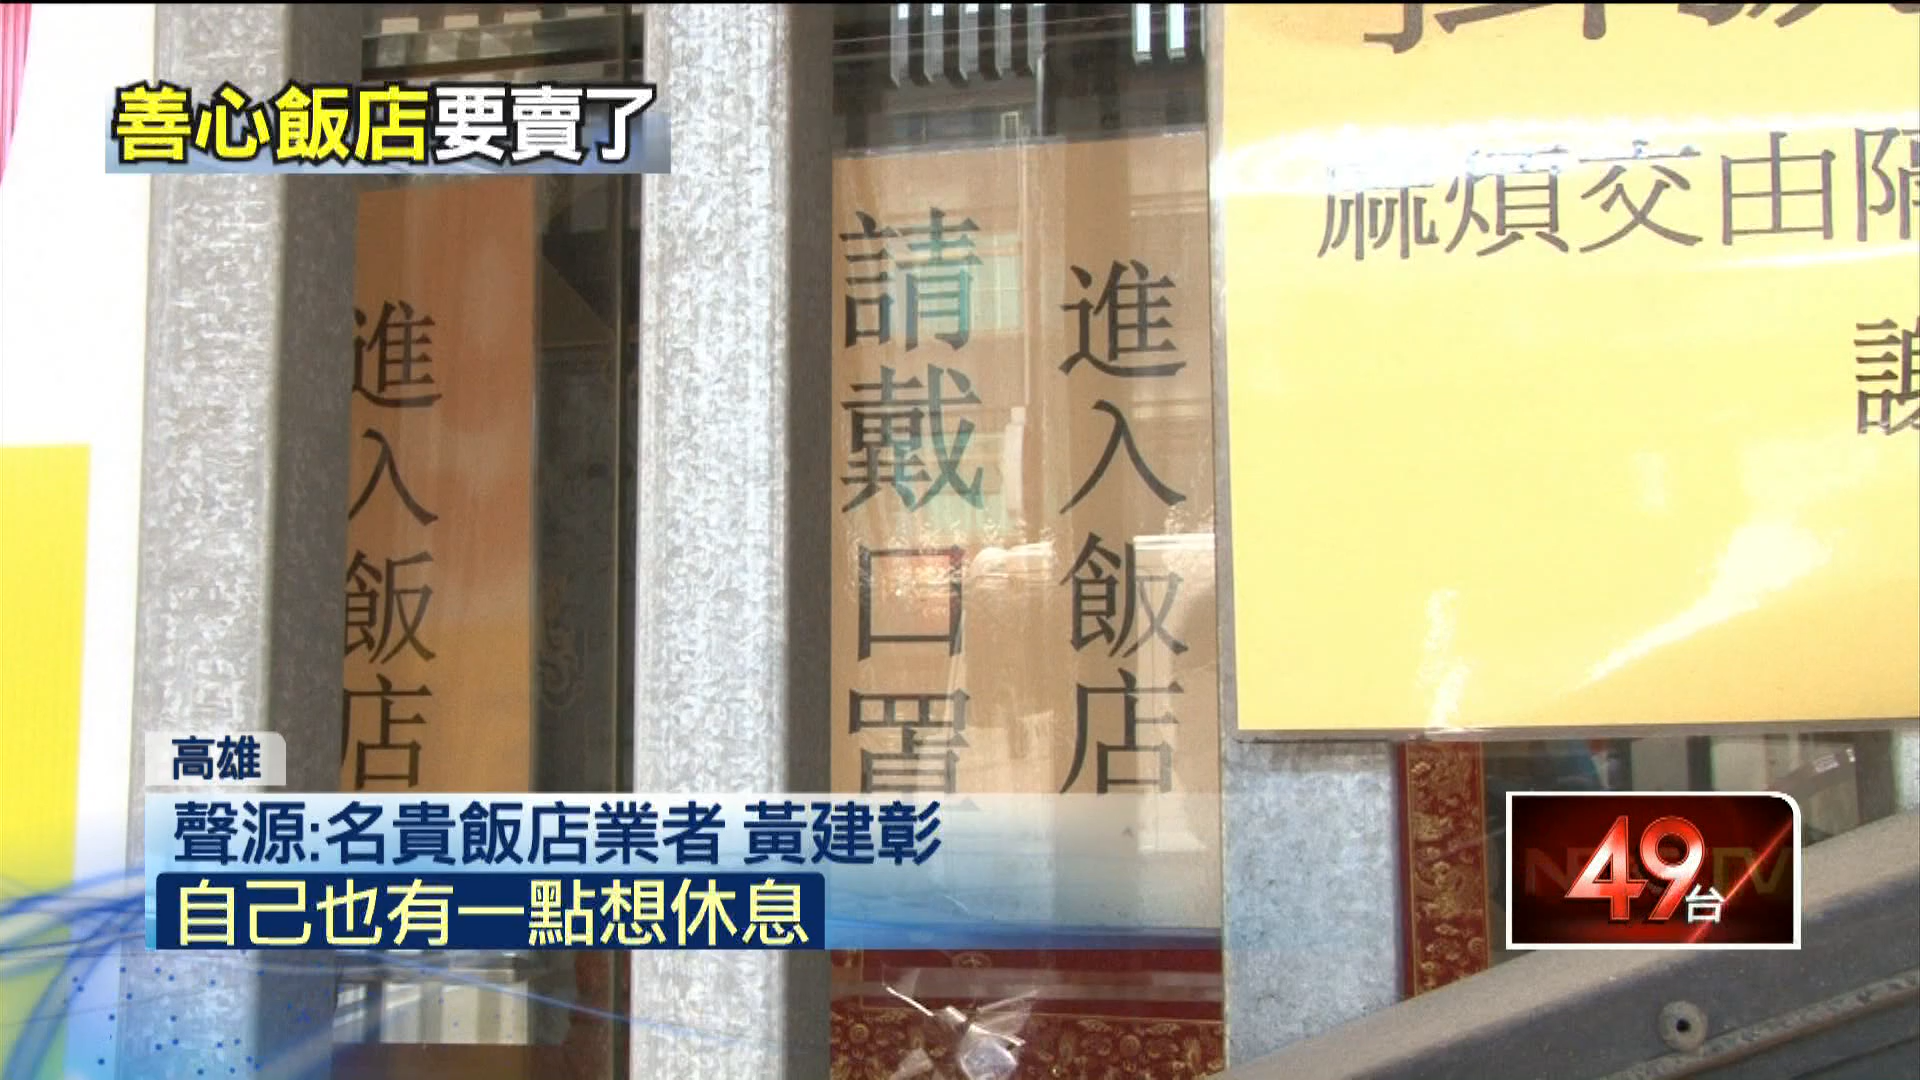 善心飯店要賣了
進入飯店
進入飯店
請戴口罩
麻煩交由隔
謝
高雄
聲源:名貴飯店業者 黃建彰
自己也有一點想休息
49台